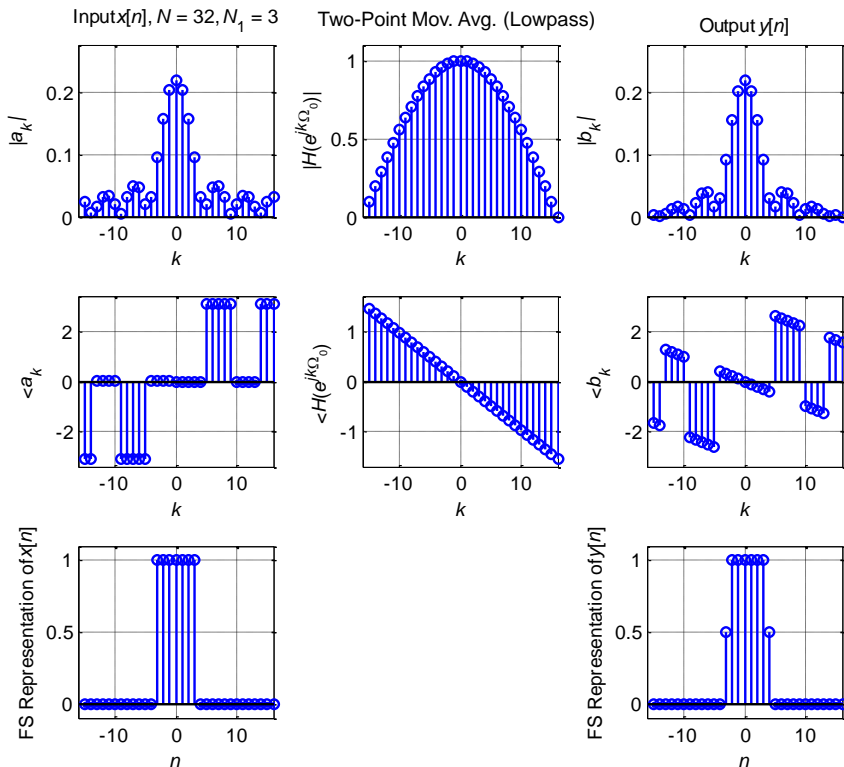 Input x[n], N = 32, N₁ = 3
Two-Point Mov. Avg. (Lowpass)
Output y[n]
|aₖ|
0.2
0.1
0
-10 0 10
k
|H(e^{jkΩ₀})|
1
0.5
0
-10 0 10
k
|bₖ|
0.2
0.1
0
-10 0 10
k
<aₖ
2
0
-2
-10 0 10
k
<H(e^{jkΩ₀})
1
0
-1
-10 0 10
k
<bₖ
2
0
-2
-10 0 10
k
FS Representation of x[n]
1
0.5
0
-10 0 10
n
FS Representation of y[n]
1
0.5
0
-10 0 10
n